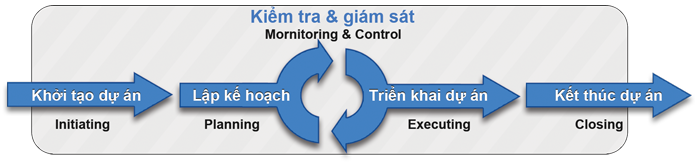 Kiểm tra & giám sát
Mornitoring & Control
Khởi tạo dự án
Lập kế hoạch
Triển khai dự án
Kết thúc dự án
Initiating
Planning
Executing
Closing